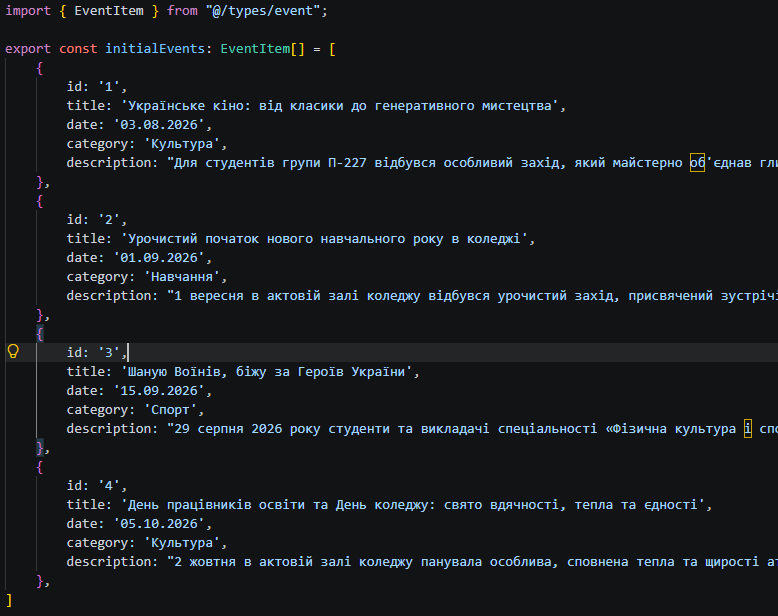 import { EventItem } from "@/types/event";
export const initialEvents: EventItem[] = [
{
id: '1',
title: 'Українське кіно: від класики до генеративного мистецтва',
date: '03.08.2026',
category: 'Культура',
description: "Для студентів групи П-227 відбувся особливий захід, який майстерно об'єднав гли
},
{
id: '2',
title: 'Урочистий початок нового навчального року в коледжі',
date: '01.09.2026',
category: 'Навчання',
description: "1 вересня в актовій залі коледжу відбувся урочистий захід, присвячений зустрічі
},
{
id: '3',
title: 'Шаную Воїнів, біжу за Героїв України',
date: '15.09.2026',
category: 'Спорт',
description: "29 серпня 2026 року студенти та викладачі спеціальності «Фізична культура і спо
},
{
id: '4',
title: 'День працівників освіти та День коледжу: свято вдячності, тепла та єдності',
date: '05.10.2026',
category: 'Культура',
description: "2 жовтня в актовій залі коледжу панувала особлива, сповнена тепла та щирості ат
},
]